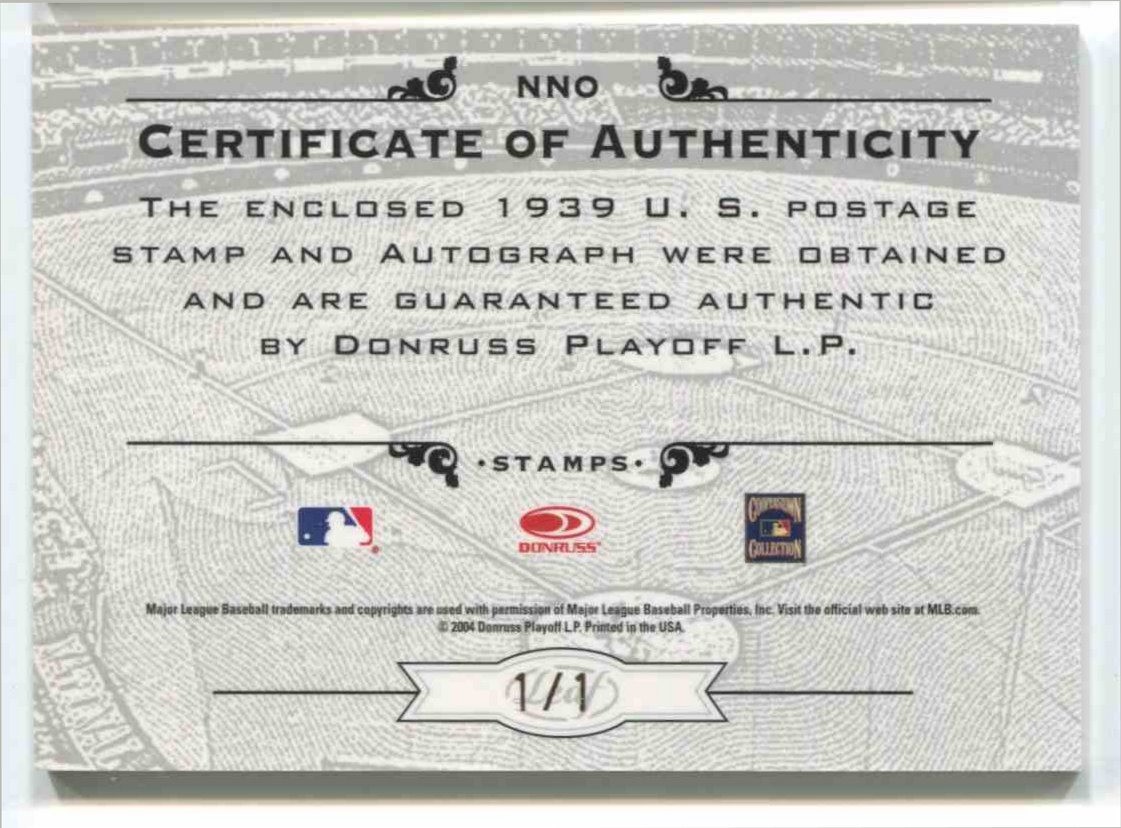 NNO
CERTIFICATE OF AUTHENTICITY
THE ENCLOSED 1939 U. S. POSTAGE
STAMP AND AUTOGRAPH WERE OBTAINED
AND ARE GUARANTEED AUTHENTIC
BY DONRUSS PLAYOFF L.P.
·STAMPS·
DONRUSS
COOPERSTOWN
COLLECTION
Major League Baseball trademarks and copyrights are used with permission of Major League Baseball Properties, Inc. Visit the official web site at MLB.com.
© 2004 Donruss Playoff L.P. Printed in the USA.
Leaf
1/1